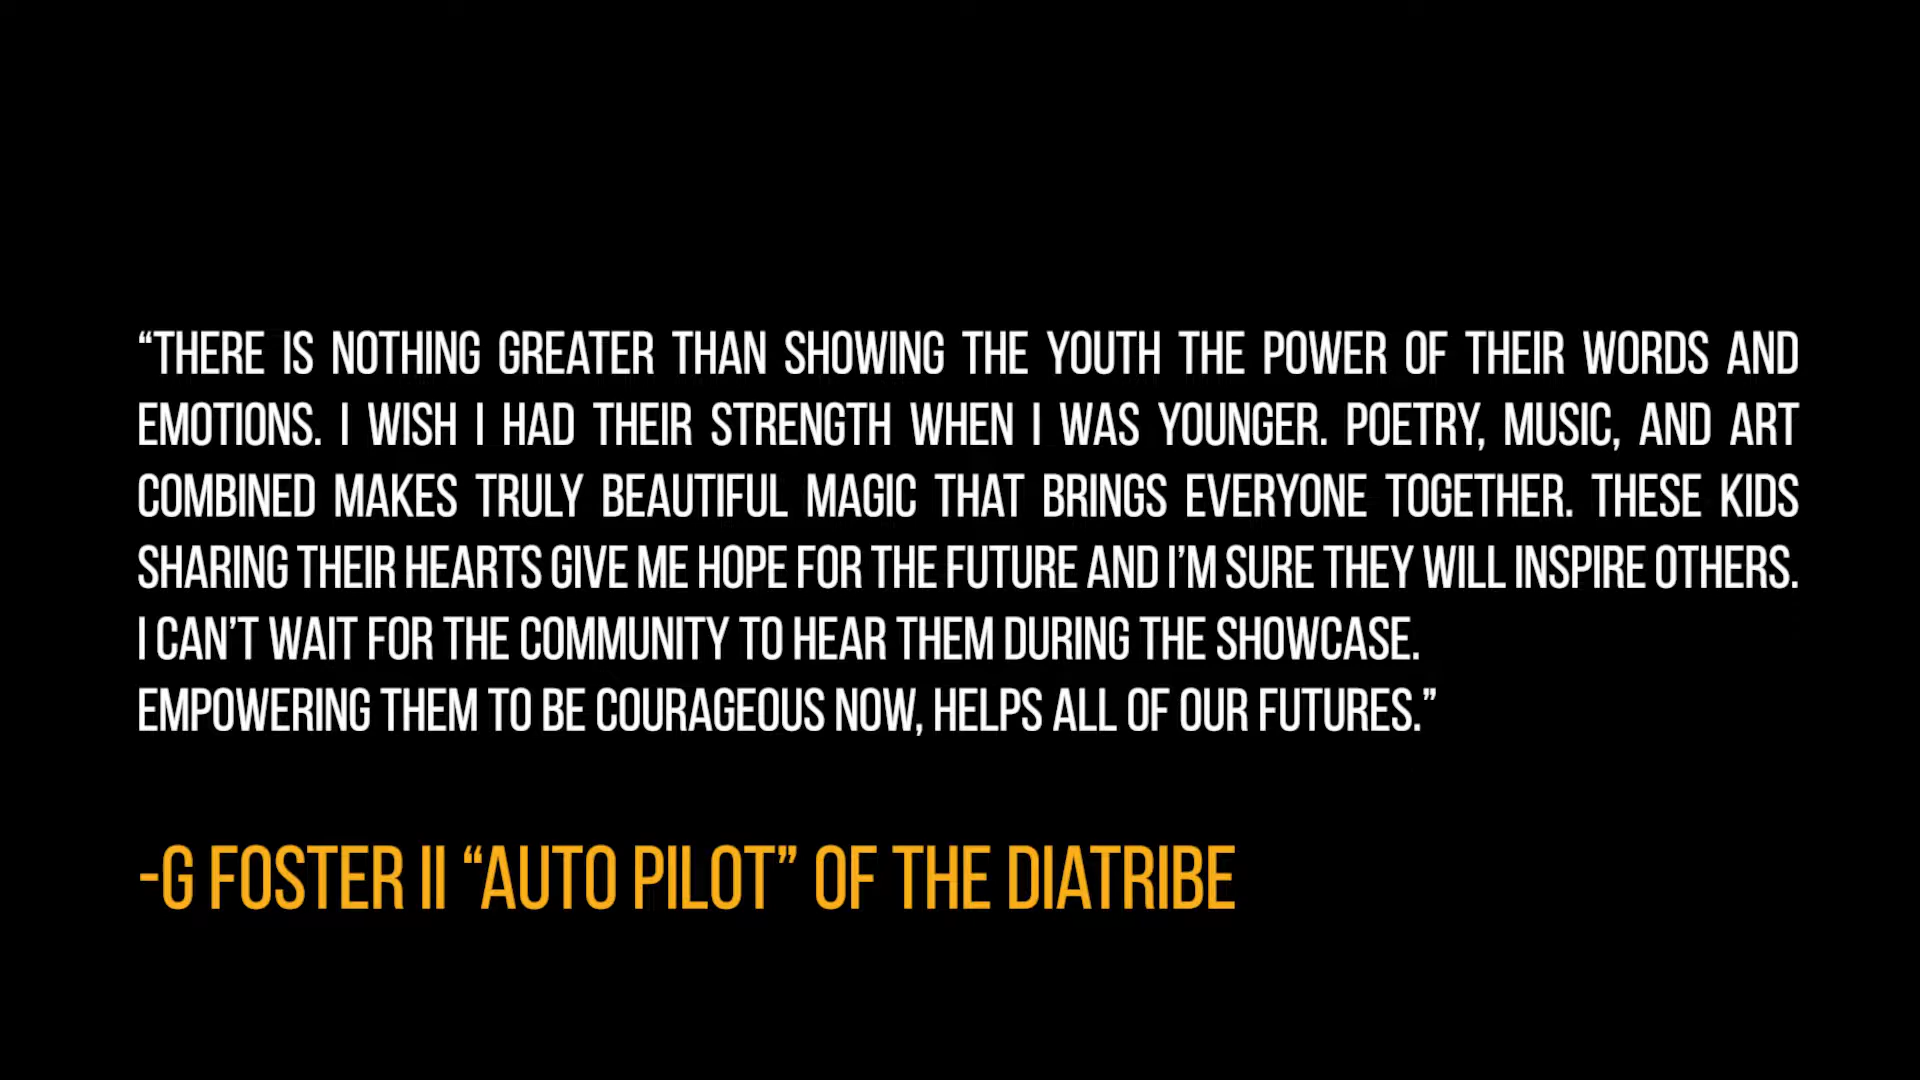 “THERE IS NOTHING GREATER THAN SHOWING THE YOUTH THE POWER OF THEIR WORDS AND
EMOTIONS. I WISH I HAD THEIR STRENGTH WHEN I WAS YOUNGER. POETRY, MUSIC, AND ART
COMBINED MAKES TRULY BEAUTIFUL MAGIC THAT BRINGS EVERYONE TOGETHER. THESE KIDS
SHARING THEIR HEARTS GIVE ME HOPE FOR THE FUTURE AND I’M SURE THEY WILL INSPIRE OTHERS.
I CAN’T WAIT FOR THE COMMUNITY TO HEAR THEM DURING THE SHOWCASE.
EMPOWERING THEM TO BE COURAGEOUS NOW, HELPS ALL OF OUR FUTURES.”
-G FOSTER II “AUTO PILOT” OF THE DIATRIBE